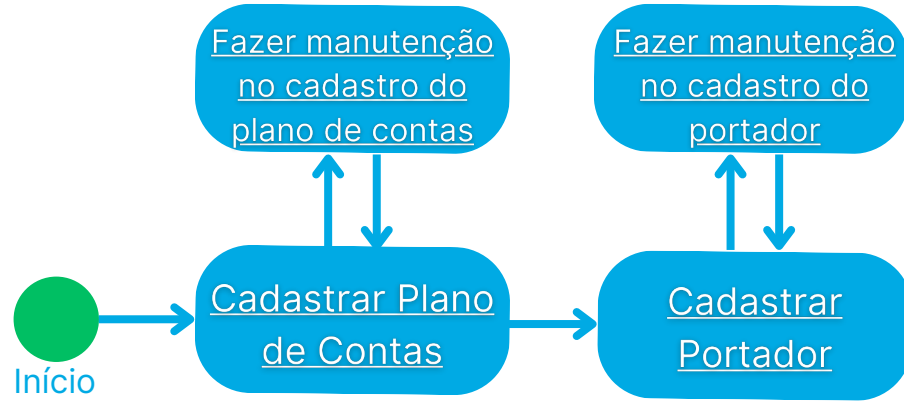 Fazer manutenção
no cadastro do
plano de contas
Fazer manutenção
no cadastro do
portador
Cadastrar Plano
de Contas
Cadastrar
Portador
Início